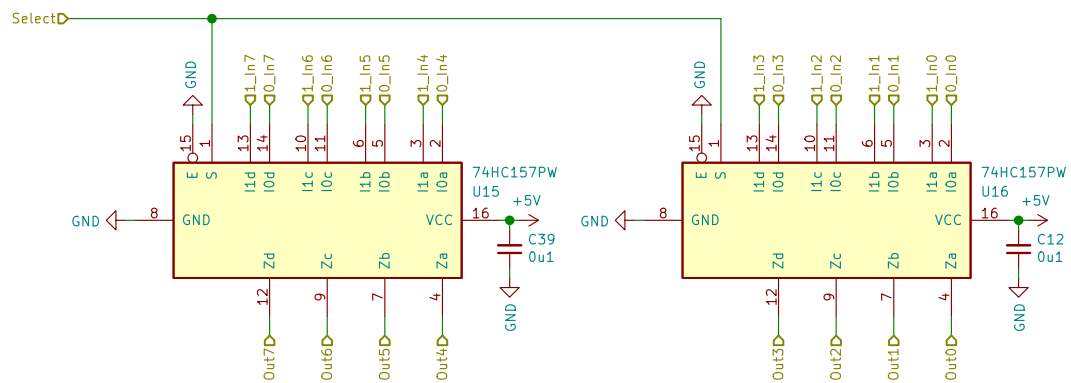 Select
GND
1_In7
0_In7
1_In6
0_In6
1_In5
0_In5
1_In4
0_In4
15
1
13
14
10
11
6
5
3
2
E
S
I1d
I0d
I1c
I0c
I1b
I0b
I1a
I0a
74HC157PW
U15
GND
8
GND
VCC
16
+5V
C39
0u1
GND
Zd
Zc
Zb
Za
12
9
7
4
Out7
Out6
Out5
Out4
GND
1_In3
0_In3
1_In2
0_In2
1_In1
0_In1
1_In0
0_In0
15
1
13
14
10
11
6
5
3
2
E
S
I1d
I0d
I1c
I0c
I1b
I0b
I1a
I0a
74HC157PW
U16
GND
8
GND
VCC
16
+5V
C12
0u1
GND
Zd
Zc
Zb
Za
12
9
7
4
Out3
Out2
Out1
Out0